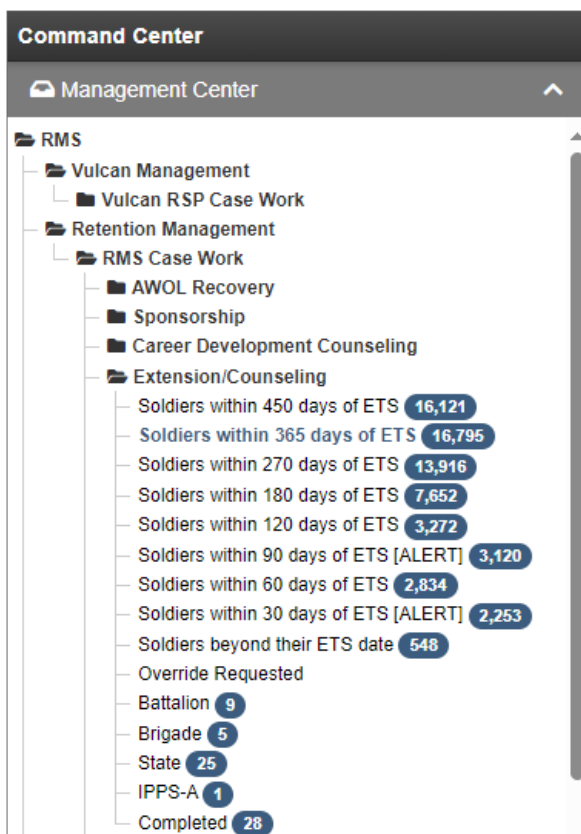 Command Center
Management Center
RMS
Vulcan Management
Vulcan RSP Case Work
Retention Management
RMS Case Work
AWOL Recovery
Sponsorship
Career Development Counseling
Extension/Counseling
Soldiers within 450 days of ETS 16,121
Soldiers within 365 days of ETS 16,795
Soldiers within 270 days of ETS 13,916
Soldiers within 180 days of ETS 7,652
Soldiers within 120 days of ETS 3,272
Soldiers within 90 days of ETS [ALERT] 3,120
Soldiers within 60 days of ETS 2,834
Soldiers within 30 days of ETS [ALERT] 2,253
Soldiers beyond their ETS date 548
Override Requested
Battalion 9
Brigade 5
State 25
IPPS-A 1
Completed 28